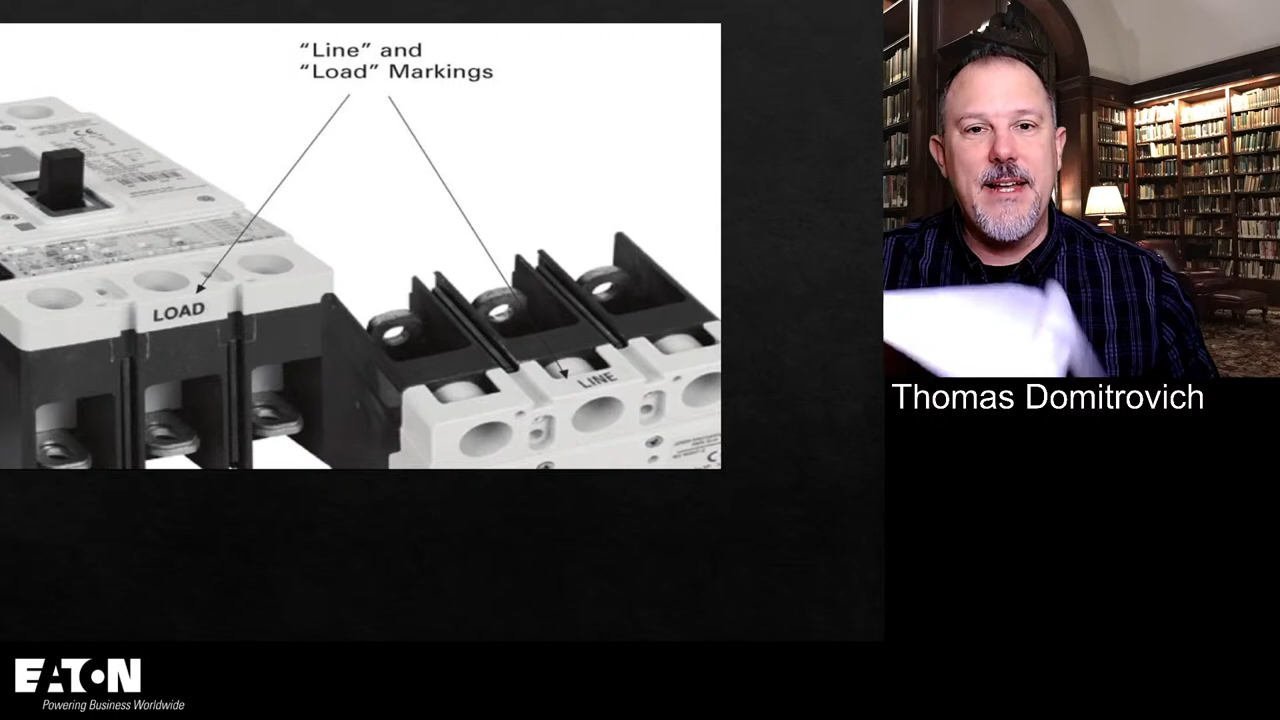 “Line” and
“Load” Markings
LOAD
LINE
Thomas Domitrovich
EATON
Powering Business Worldwide